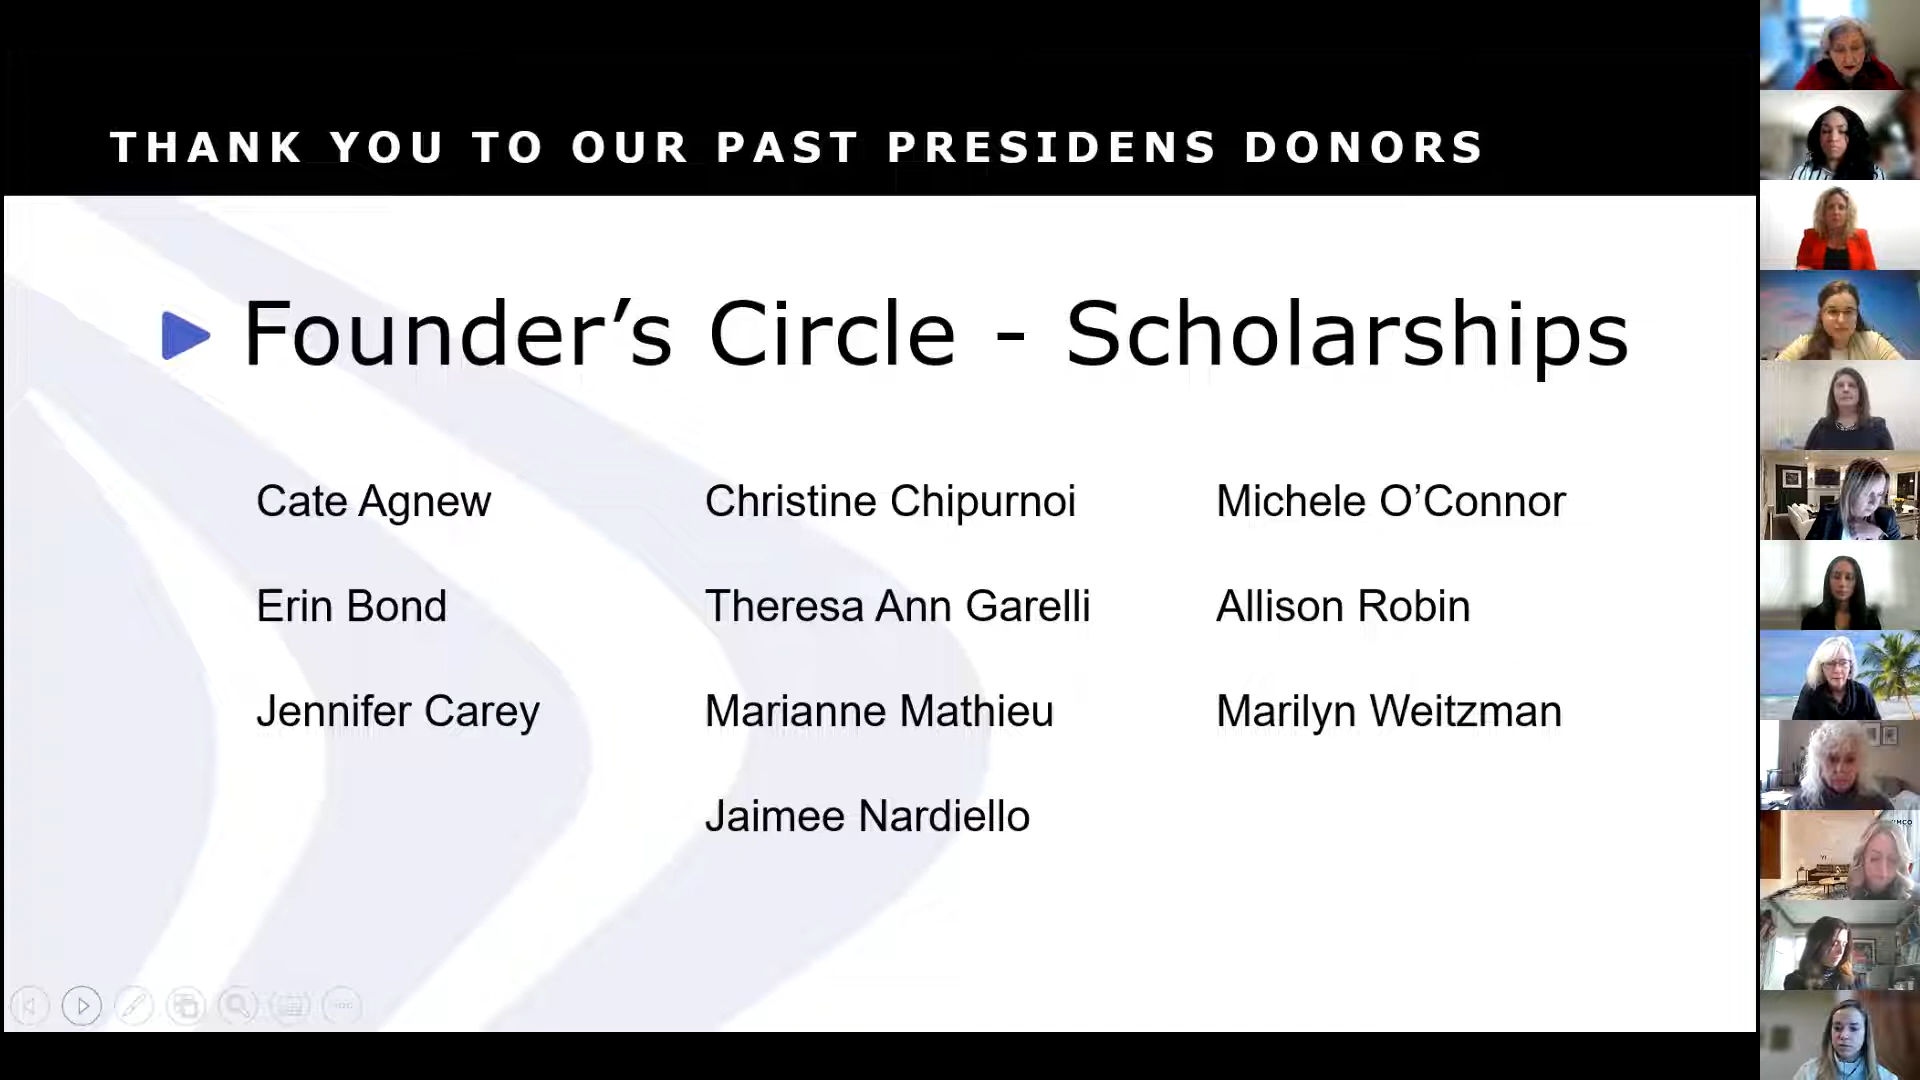 THANK YOU TO OUR PAST PRESIDENS DONORS
Founder’s Circle - Scholarships
Cate Agnew
Erin Bond
Jennifer Carey
Christine Chipurnoi
Theresa Ann Garelli
Marianne Mathieu
Jaimee Nardiello
Michele O’Connor
Allison Robin
Marilyn Weitzman